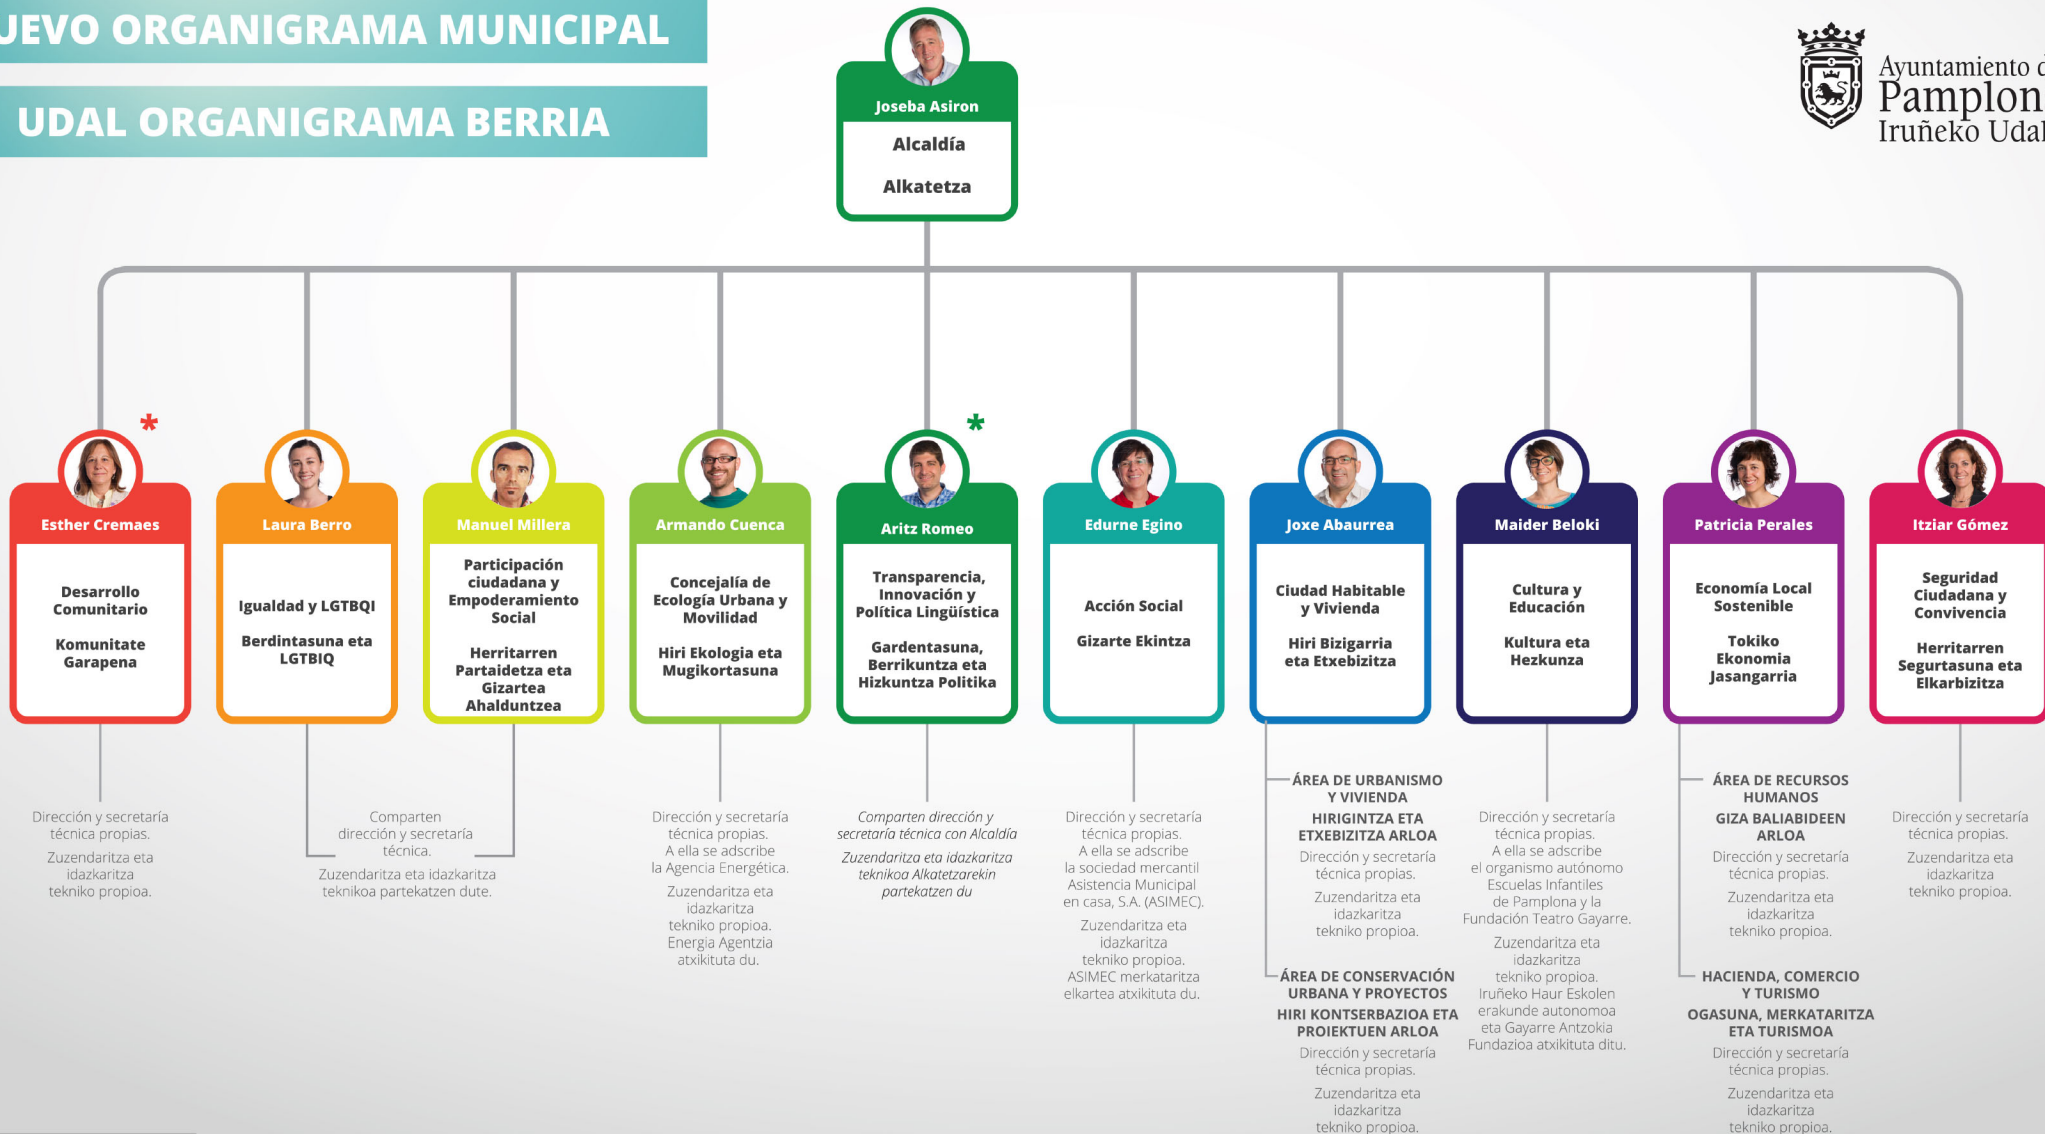 UEVO ORGANIGRAMA MUNICIPAL
UDAL ORGANIGRAMA BERRIA
Joseba Asiron
Alcaldía
Alkatetza
Ayuntamiento d
Pamplon
Iruñeko Udal
*
*
Esther Cremaes
Desarrollo
Comunitario
Komunitate
Garapena
Dirección y secretaría
técnica propias.
Zuzendaritza eta
idazkaritza
tekniko propioa.
Laura Berro
Igualdad y LGTBQI
Berdintasuna eta
LGTBIQ
Manuel Millera
Participación
ciudadana y
Empoderamiento
Social
Herritarren
Partaidetza eta
Gizartea
Ahalduntzea
Comparten
dirección y secretaría
técnica.
Zuzendaritza eta idazkaritza
teknikoa partekatzen dute.
Armando Cuenca
Concejalía de
Ecología Urbana y
Movilidad
Hiri Ekologia eta
Mugikortasuna
Dirección y secretaría
técnica propias.
A ella se adscribe
la Agencia Energética.
Zuzendaritza eta
idazkaritza
tekniko propioa.
Energia Agentzia
atxikituta du.
Aritz Romeo
Transparencia,
Innovación y
Política Lingüística
Gardentasuna,
Berrikuntza eta
Hizkuntza Politika
Comparten dirección y
secretaría técnica con Alcaldía
Zuzendaritza eta idazkaritza
teknikoa Alkatetzarekin
partekatzen du
Edurne Egino
Acción Social
Gizarte Ekintza
Dirección y secretaría
técnica propias.
A ella se adscribe
la sociedad mercantil
Asistencia Municipal
en casa, S.A. (ASIMEC).
Zuzendaritza eta
idazkaritza
tekniko propioa.
ASIMEC merkataritza
elkartea atxikituta du.
Joxe Abaurrea
Ciudad Habitable
y Vivienda
Hiri Bizigarria
eta Etxebizitza
ÁREA DE URBANISMO
Y VIVIENDA
HIRIGINTZA ETA
ETXEBIZITZA ARLOA
Dirección y secretaría
técnica propias.
Zuzendaritza eta
idazkaritza
tekniko propioa.
ÁREA DE CONSERVACIÓN
URBANA Y PROYECTOS
HIRI KONTSERBAZIOA ETA
PROIEKTUEN ARLOA
Dirección y secretaría
técnica propias.
Zuzendaritza eta
idazkaritza
tekniko propioa.
Maider Beloki
Cultura y
Educación
Kultura eta
Hezkunza
Dirección y secretaría
técnica propias.
A ella se adscribe
el organismo autónomo
Escuelas Infantiles
de Pamplona y la
Fundación Teatro Gayarre.
Zuzendaritza eta
idazkaritza
tekniko propioa.
Iruñeko Haur Eskolen
erakunde autonomoa
eta Gayarre Antzokia
Fundazioa atxikituta ditu.
Patricia Perales
Economía Local
Sostenible
Tokiko
Ekonomia
Jasangarria
ÁREA DE RECURSOS
HUMANOS
GIZA BALIABIDEEN
ARLOA
Dirección y secretaría
técnica propias.
Zuzendaritza eta
idazkaritza
tekniko propioa.
HACIENDA, COMERCIO
Y TURISMO
OGASUNA, MERKATARITZA
ETA TURISMOA
Dirección y secretaría
técnica propias.
Zuzendaritza eta
idazkaritza
tekniko propioa.
Itziar Gómez
Seguridad
Ciudadana y
Convivencia
Herritarren
Segurtasuna eta
Elkarbizitza
Dirección y secretaría
técnica propias.
Zuzendaritza eta
idazkaritza
tekniko propioa.